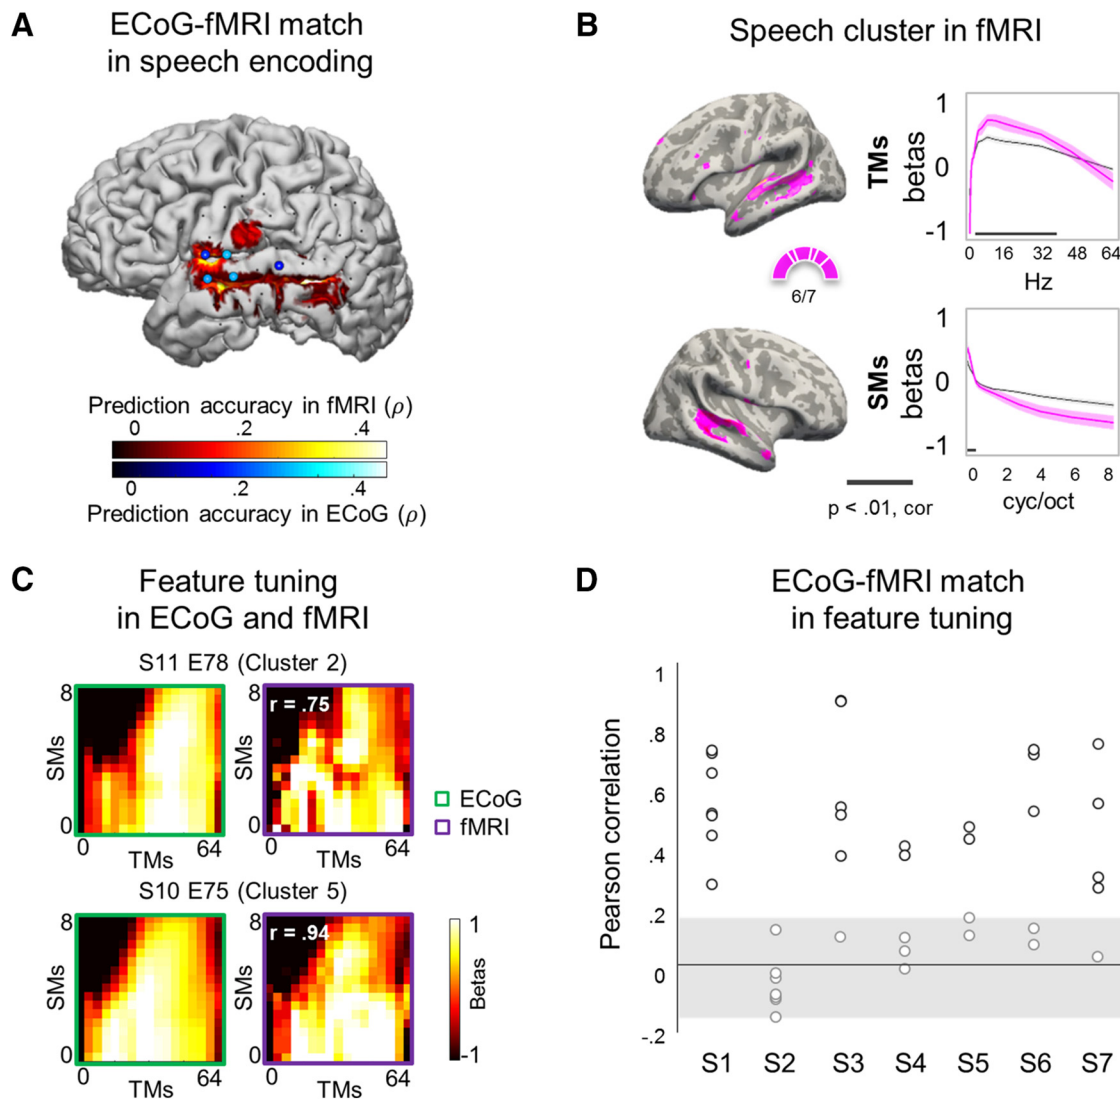 A
ECoG-fMRI match
in speech encoding
Prediction accuracy in fMRI (ρ)
0 .2 .4
0 .2 .4
Prediction accuracy in ECoG (ρ)
B
Speech cluster in fMRI
TMs
betas
1
0
-1
16 32 48 64
Hz
6/7
SMs
betas
1
0
-1
0 2 4 6 8
cyc/oct
p < .01, cor
C
Feature tuning
in ECoG and fMRI
S11 E78 (Cluster 2)
8
SMs
0
0 64
TMs
r = .75
8
SMs
0
0 64
TMs
ECoG
fMRI
S10 E75 (Cluster 5)
8
SMs
0
0 64
TMs
r = .94
8
SMs
0
0 64
TMs
1
Betas
-1
D
ECoG-fMRI match
in feature tuning
Pearson correlation
1
.8
.6
.4
.2
0
-.2
S1 S2 S3 S4 S5 S6 S7